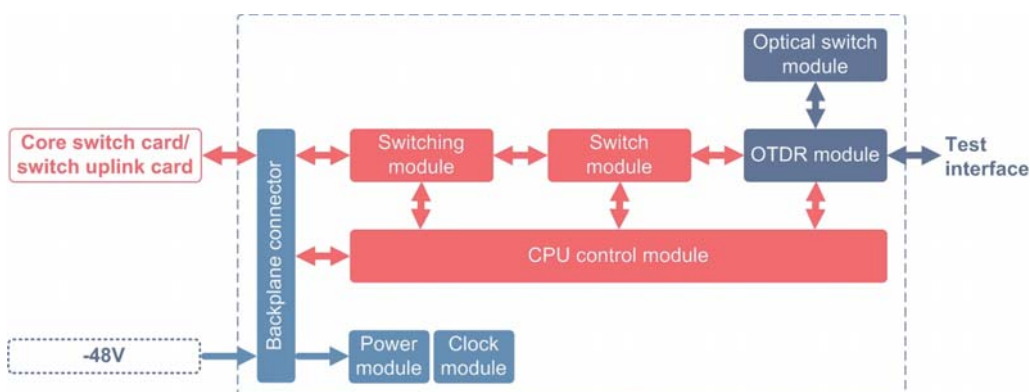 Optical switch
module
Core switch card/
switch uplink card
Backplane connector
Switching
module
Switch
module
OTDR module
Test
interface
CPU control module
-48V
Power
module
Clock
module